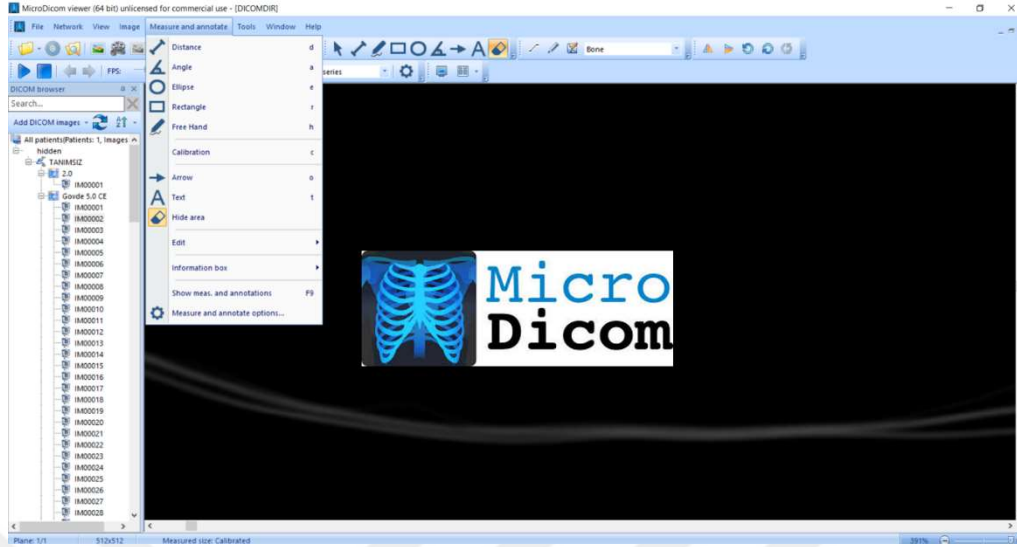 MicroDicom viewer (64 bit) unlicensed for commercial use - [DICOMDIR]
File Network View Image Measure and annotate Tools Window Help
Bone
FPS:
series
DICOM browser
Search...
Add DICOM images
All patients(Patients: 1, Images
hidden
TANIMSIZ
2.0
IM00001
Govde 5.0 CE
IM00001
IM00002
IM00003
IM00004
IM00005
IM00006
IM00007
IM00008
IM00009
IM00010
IM00011
IM00012
IM00013
IM00014
IM00015
IM00016
IM00017
IM00018
IM00019
IM00020
IM00021
IM00022
IM00023
IM00024
IM00025
IM00026
IM00027
IM00028
Distance d
Angle a
Ellipse e
Rectangle r
Free Hand h
Calibration c
Arrow o
Text t
Hide area
Edit
Information box
Show meas. and annotations F9
Measure and annotate options...
Micro
Dicom
Plane: 1/1 512x512 Measured size: Calibrated 391%